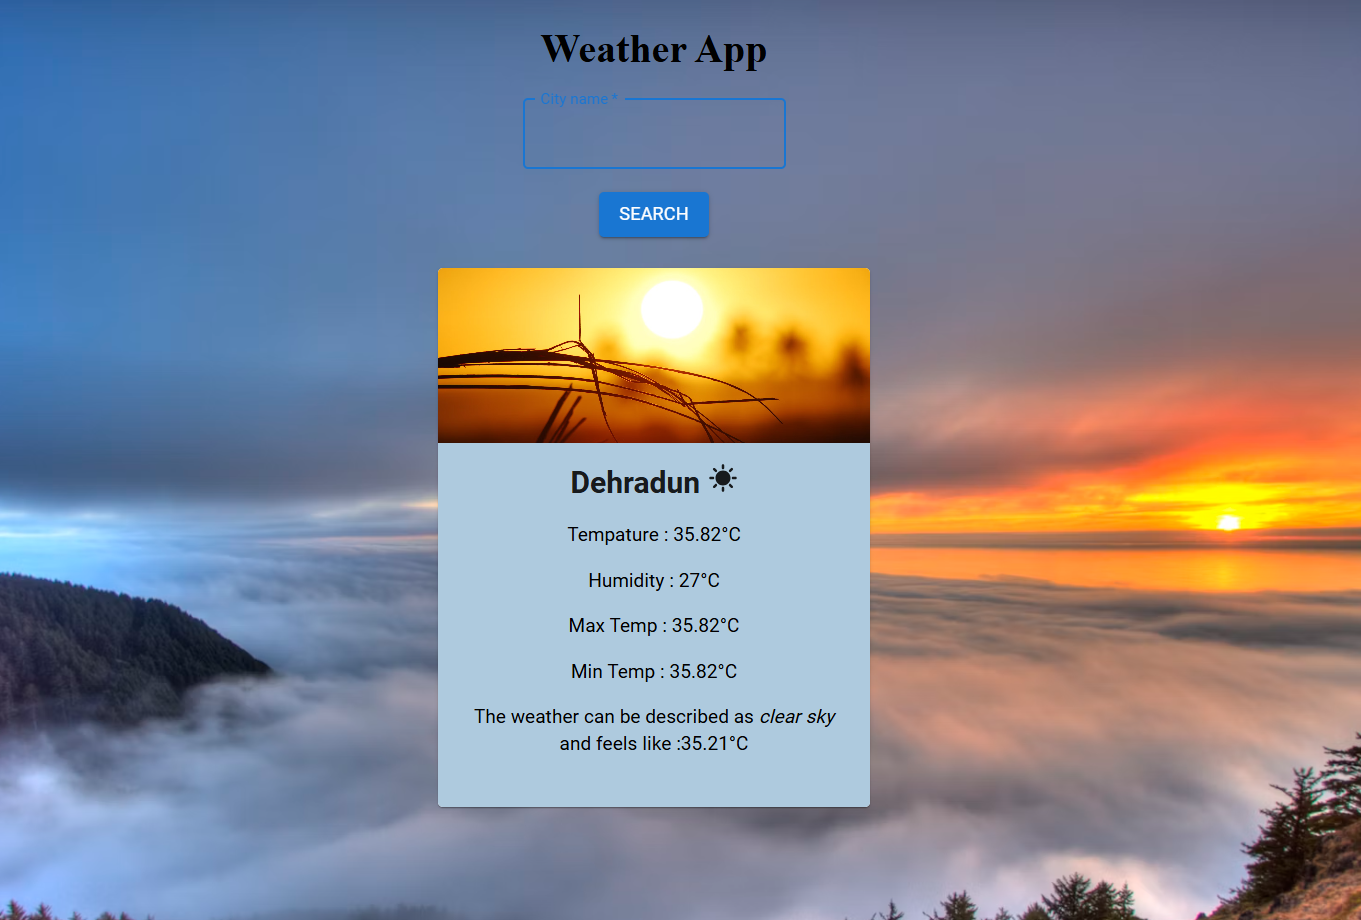 Weather App
City name *
SEARCH
Dehradun
Tempature : 35.82°C
Humidity : 27°C
Max Temp : 35.82°C
Min Temp : 35.82°C
The weather can be described as clear sky
and feels like :35.21°C